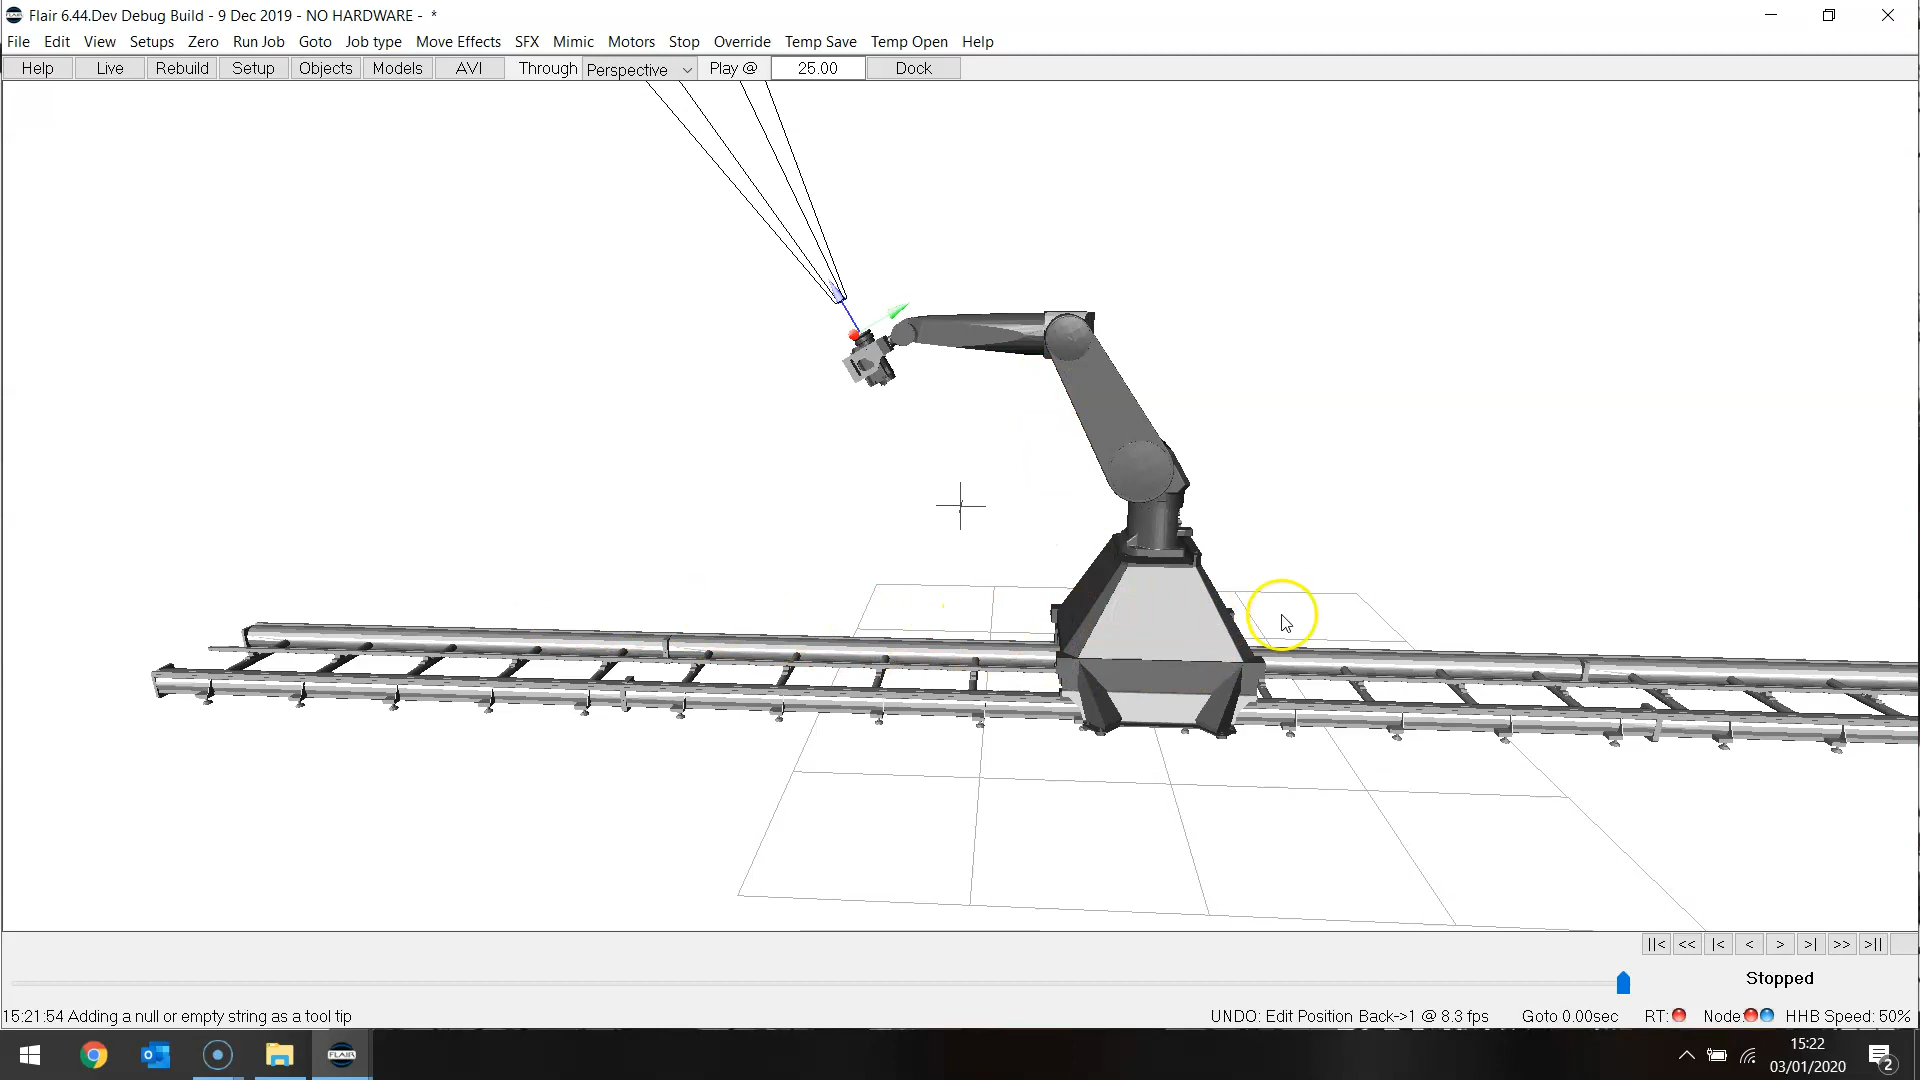 Flair 6.44.Dev Debug Build - 9 Dec 2019 - NO HARDWARE - *
File Edit View Setups Zero Run Job Goto Job type Move Effects SFX Mimic Motors Stop Override Temp Save Temp Open Help
Help Live Rebuild Setup Objects Models AVI Through Perspective Play @ 25.00 Dock
||< << |< < > >| >> >||
Stopped
15:21:54 Adding a null or empty string as a tool tip UNDO: Edit Position Back->1 @ 8.3 fps Goto 0.00sec RT: Node: HHB Speed: 50%
FLAIR
15:22
03/01/2020
2